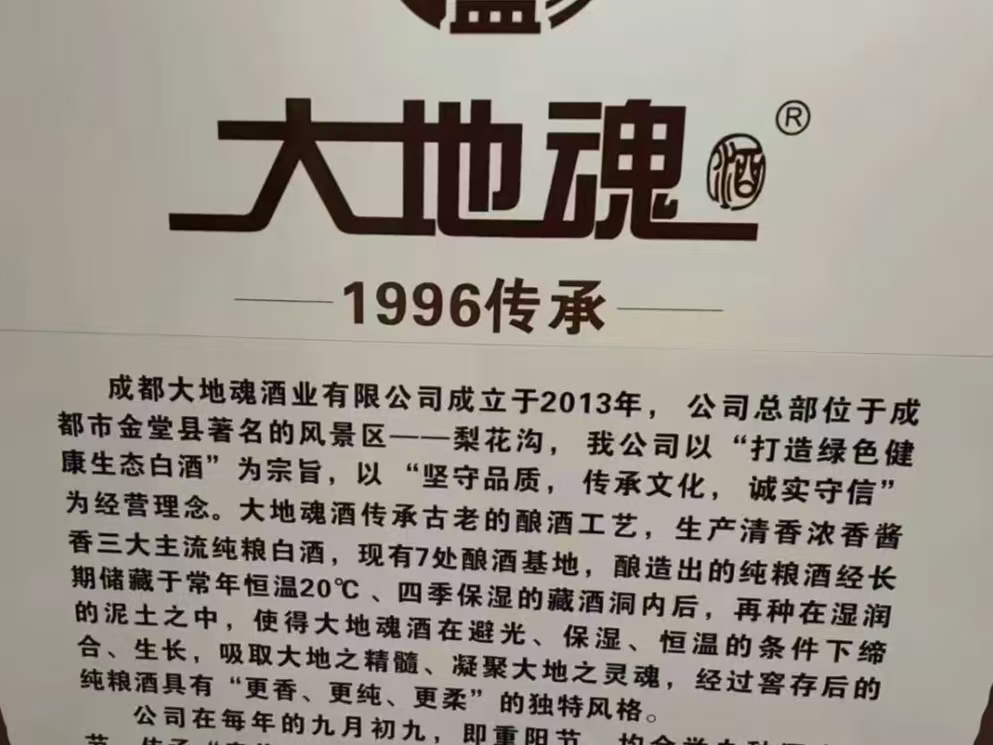 大地魂酒®
1996传承
成都大地魂酒业有限公司成立于2013年，公司总部位于成
都市金堂县著名的风景区——梨花沟，我公司以“打造绿色健
康生态白酒”为宗旨，以“坚守品质，传承文化，诚实守信”
为经营理念。大地魂酒传承古老的酿酒工艺，生产清香浓香酱
香三大主流纯粮白酒，现有7处酿酒基地，酿造出的纯粮酒经长
期储藏于常年恒温20℃、四季保湿的藏酒洞内后，再种在湿润
的泥土之中，使得大地魂酒在避光、保湿、恒温的条件下缔
合、生长，吸取大地之精髓、凝聚大地之灵魂，经过窖存后的
纯粮酒具有“更香、更纯、更柔”的独特风格。
公司在每年的九月初九，即重阳节，均会举办
节，传承